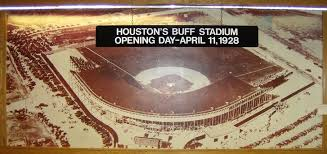 HOUSTON'S BUFF STADIUM
OPENING DAY-APRIL 11, 1928